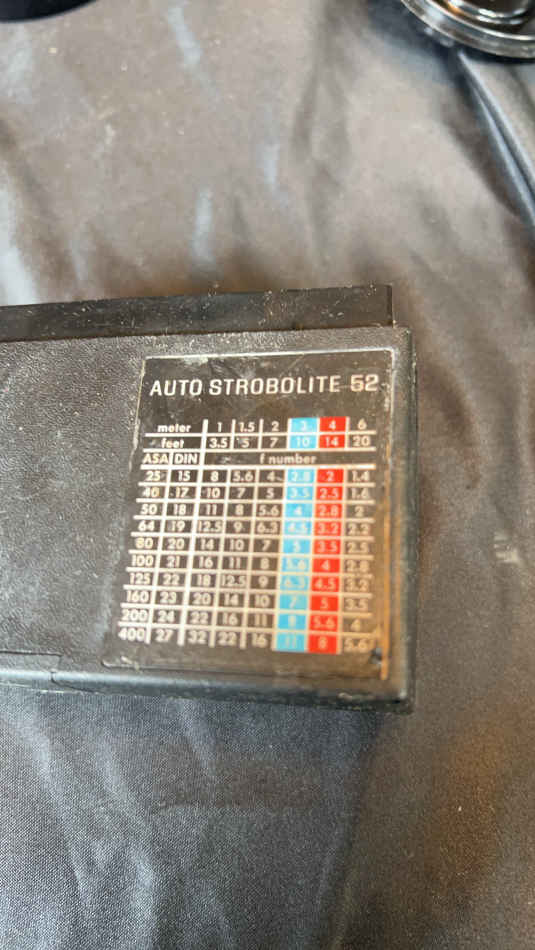 AUTO STROBOLITE 52
meter 1 1.5 2 3 4 6
feet 3.5 5 7 10 14 20
ASA DIN f number
25 15 8 5.6 4 2.8 2 1.4
40 17 10 7 5 3.5 2.5 1.6
50 18 11 8 5.6 4 2.8 2
64 19 12.5 9 6.3 4.5 3.2 2.2
80 20 14 10 7 5 3.5 2.5
100 21 16 11 8 5.6 4 2.8
125 22 18 12.5 9 6.3 4.5 3.2
160 23 20 14 10 7 5 3.5
200 24 22 16 11 8 5.6 4
400 27 32 22 16 11 8 5.6